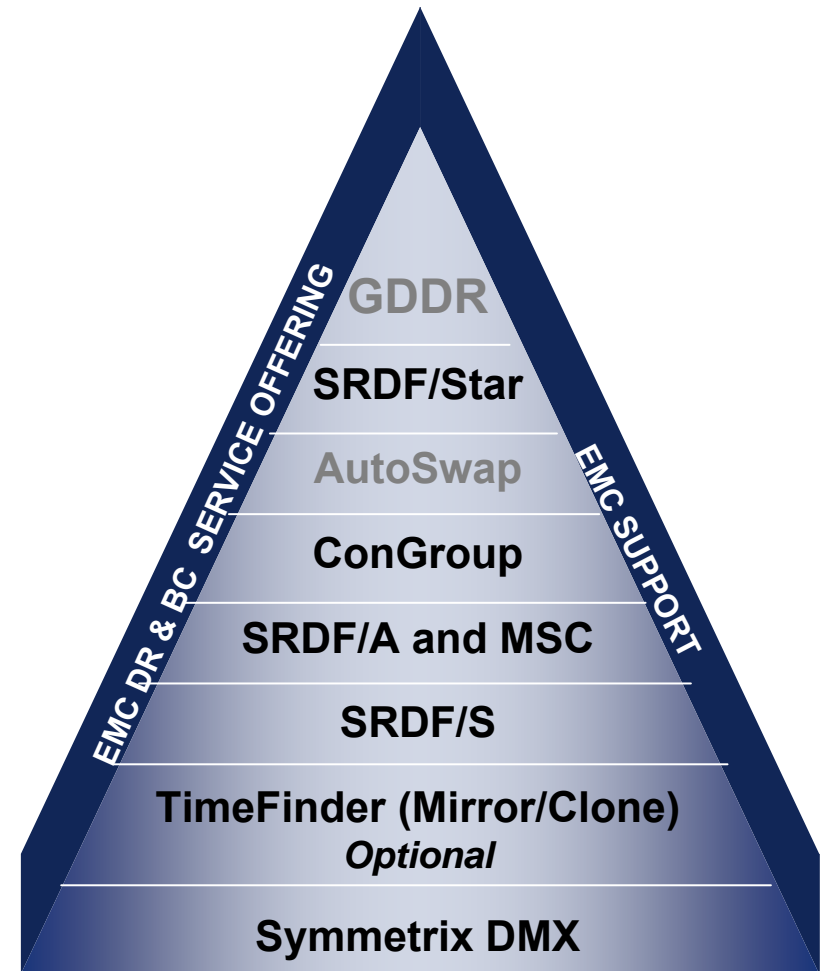 GDDR
SRDF/Star
AutoSwap
ConGroup
SRDF/A and MSC
SRDF/S
TimeFinder (Mirror/Clone)
Optional
Symmetrix DMX
EMC DR & BC SERVICE OFFERING
EMC SUPPORT